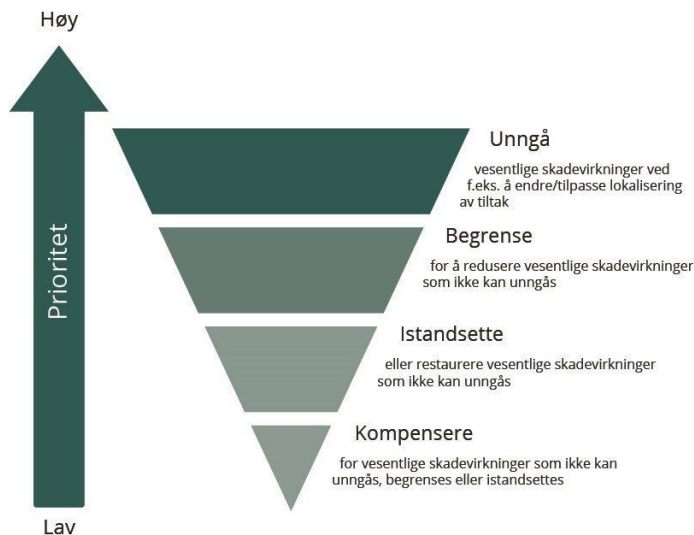 Høy
Prioritet
Unngå
vesentlige skadevirkninger ved
f.eks. å endre/tilpasse lokalisering
av tiltak
Begrense
for å redusere vesentlige skadevirkninger
som ikke kan unngås
Istandsette
eller restaurere vesentlige skadevirkninger
som ikke kan unngås
Kompensere
for vesentlige skadevirkninger som ikke kan
unngås, begrenses eller istandsettes
Lav